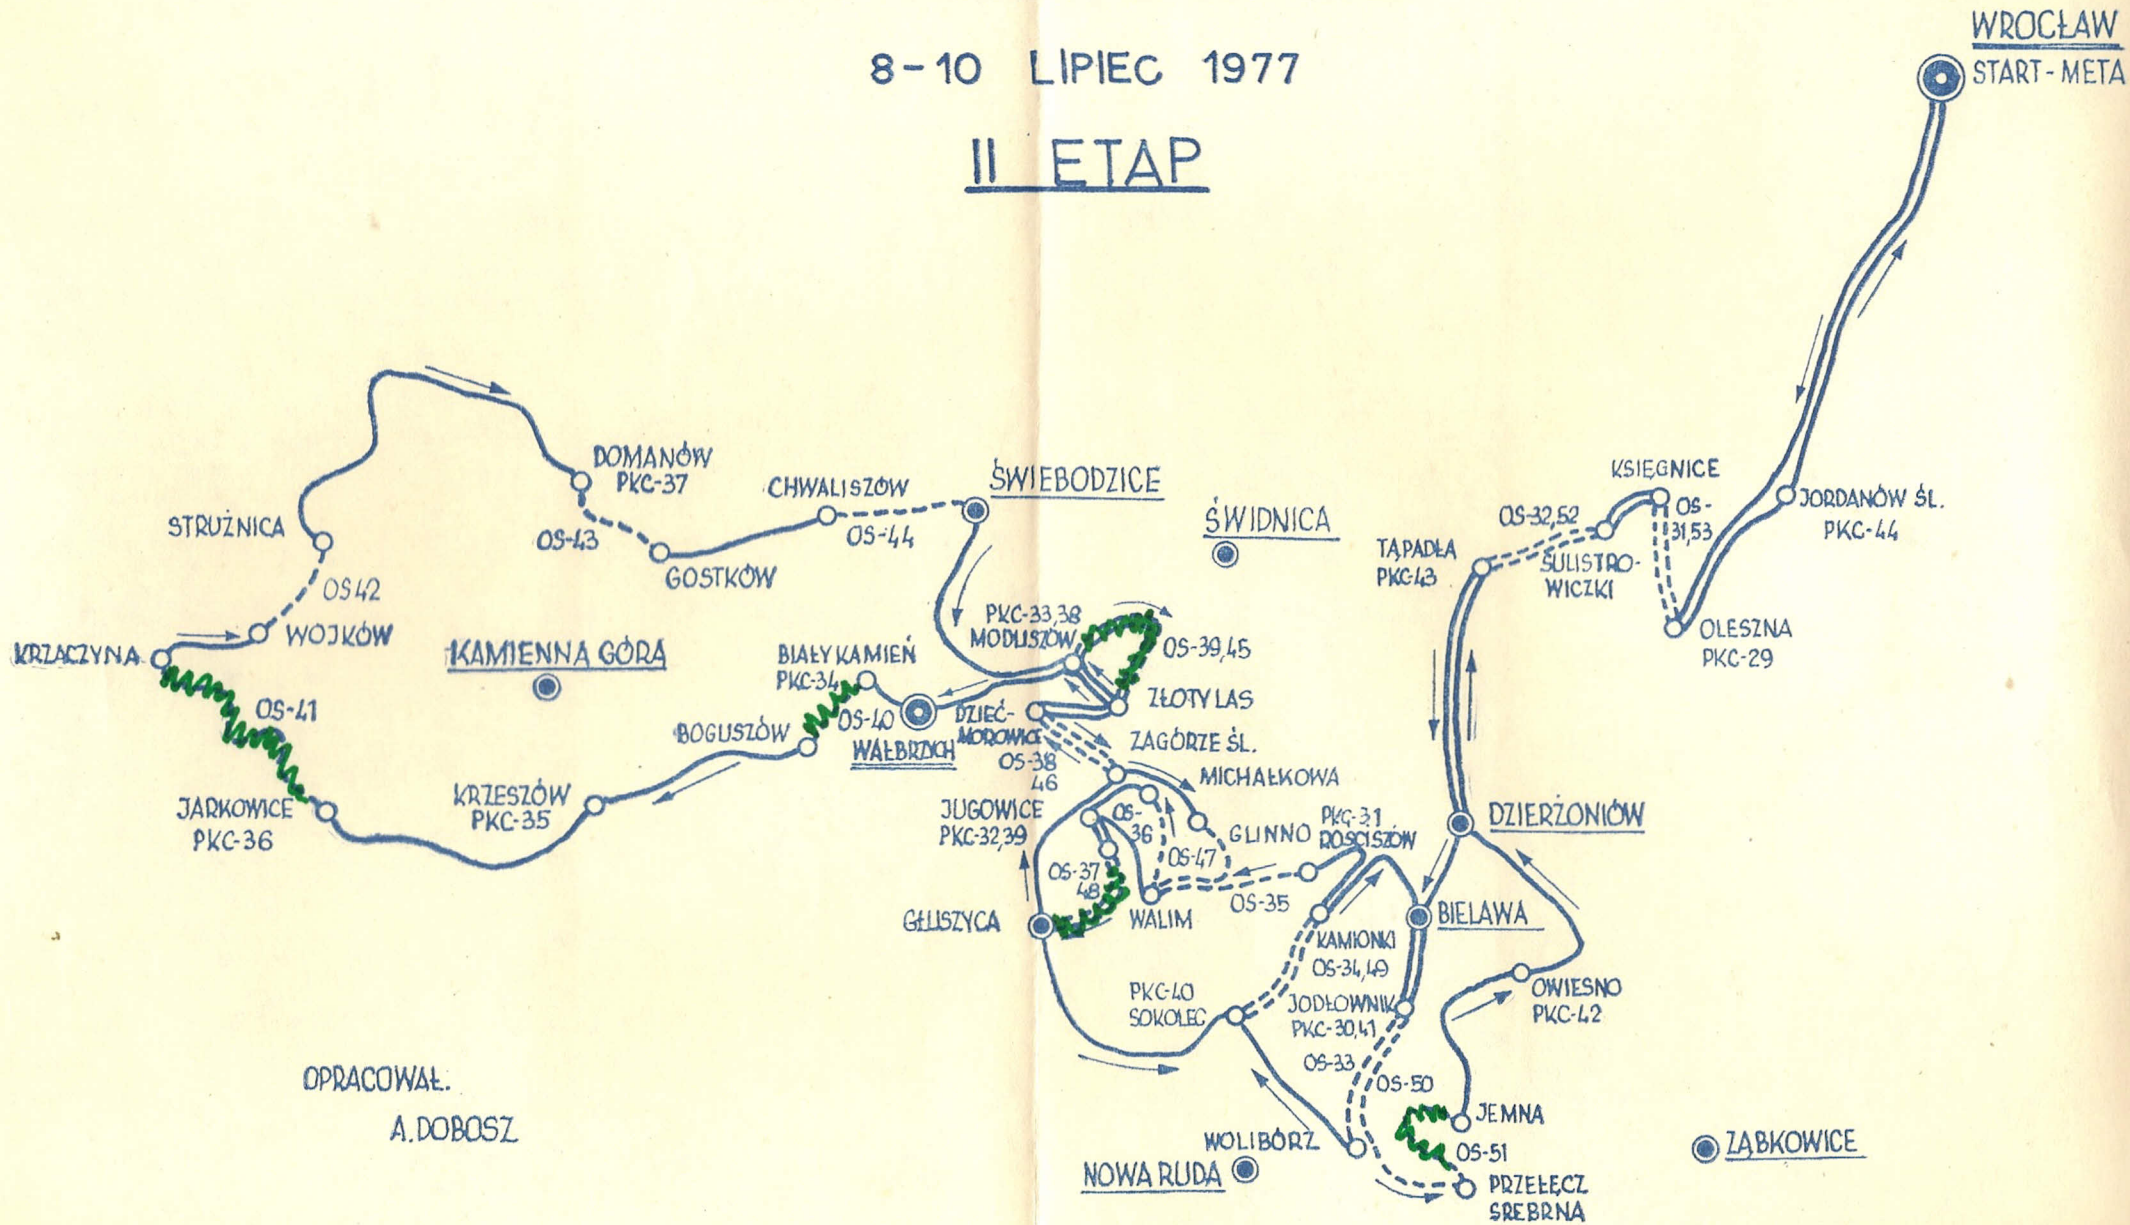 WROCŁAW
START-META
8-10 LIPIEC 1977
II ETAP
DOMANÓW
PKC-37
CHWALISZÓW
ŚWIEBODZICE
ŚWIDNICA
KSIĘGNICE
JORDANÓW ŚL.
PKC-44
STRUŻNICA
OS-43
OS-44
GOSTKÓW
OS-32,52
OS-
31,53
TĄPADŁA
PKC-43
SULISTRO-
WICZKI
OS42
WOJKÓW
KRZACZYNA
KAMIENNA GÓRA
OLESZNA
PKC-29
PKC-33,38
MODLISZÓW
OS-39,45
BIAŁY KAMIEŃ
PKC-34
ZŁOTY LAS
OS-41
OS-40
BOGUSZÓW
WAŁBRZYCH
DZIEĆ-
MOROWICE
OS-38
46
ZAGÓRZE ŚL.
MICHAŁKOWA
JARKOWICE
PKC-36
KRZESZÓW
PKC-35
JUGOWICE
PKC-32,39
OS-
36
GLINNO
PKC-31
ROŚCISZÓW
DZIERŻONIÓW
OS-47
OS-37
48
OS-35
WALIM
GŁUSZYCA
BIELAWA
KAMIONKI
OS-34,49
PKC-40
SOKOLEC
JODŁOWNIK
PKC-30,41
OWIESNO
PKC-42
OS-33
OS-50
OPRACOWAŁ:
A.DOBOSZ
JEMNA
WOLIBÓRZ
OS-51
ZĄBKOWICE
NOWA RUDA
PRZEŁĘCZ
SREBRNA